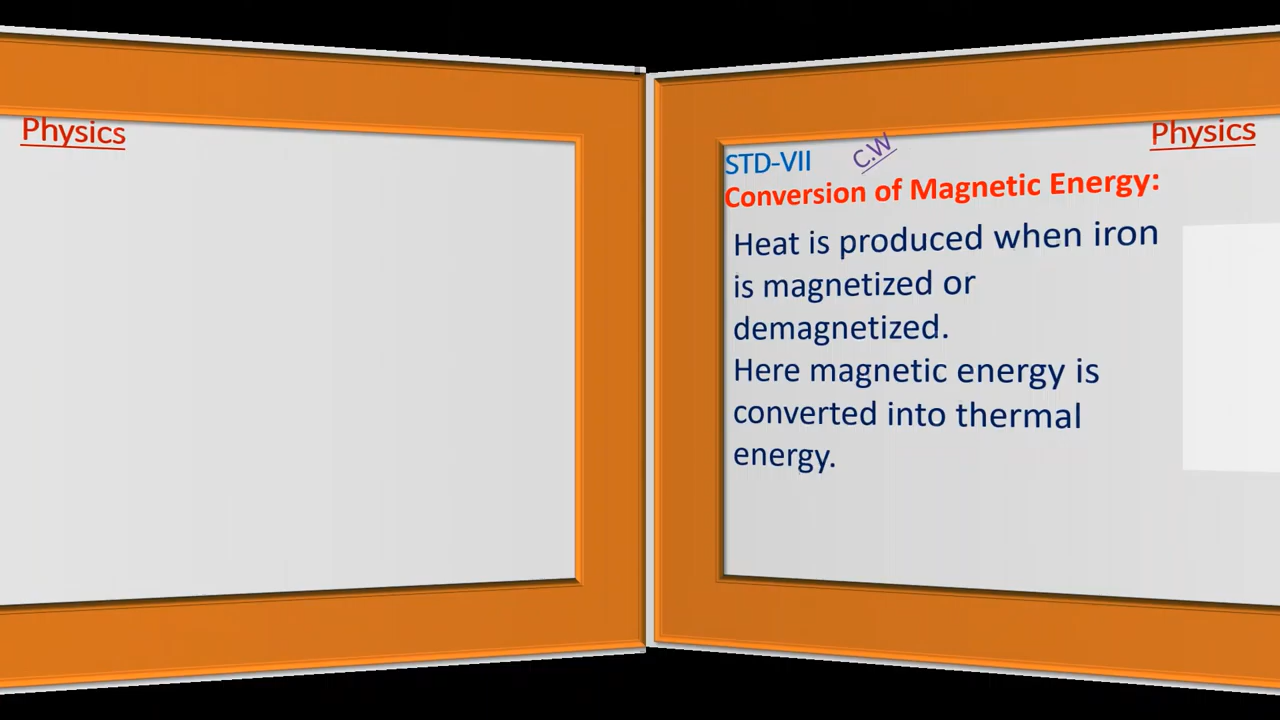 Physics
Physics
STD-VII C.W
Conversion of Magnetic Energy:
Heat is produced when iron
is magnetized or
demagnetized.
Here magnetic energy is
converted into thermal
energy.